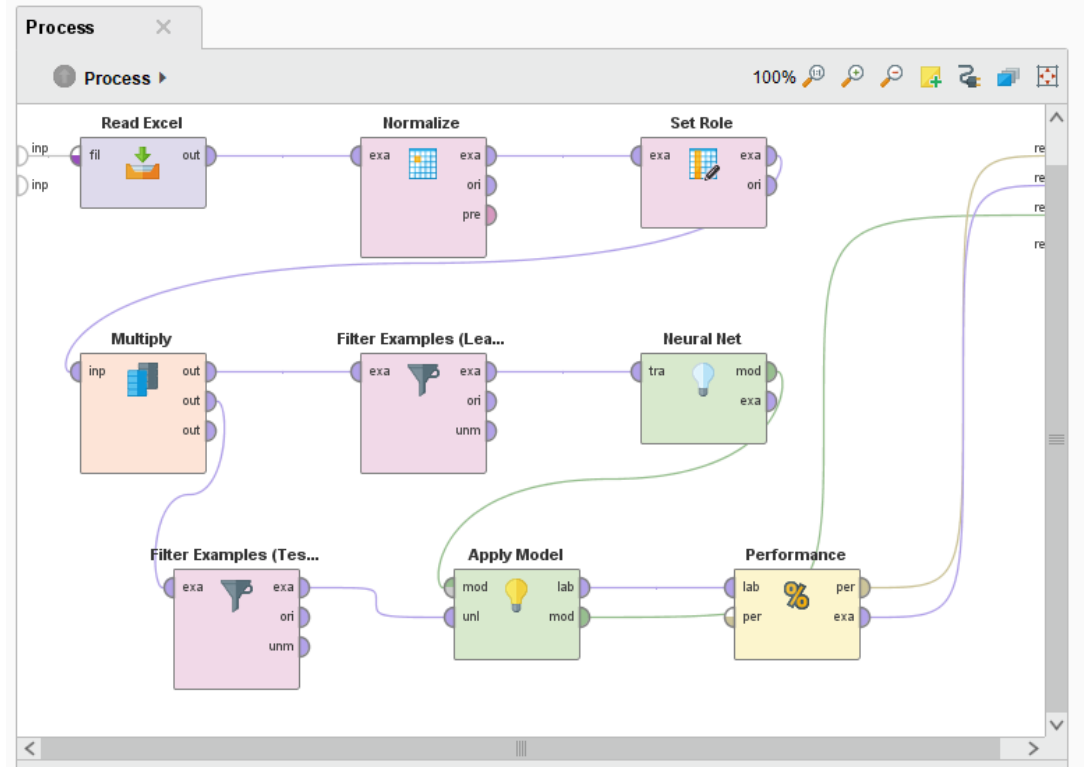 Process
Process
100%
Read Excel
Normalize
Set Role
inp
fil
out
exa
exa
exa
exa
re
inp
ori
ori
re
pre
re
re
Multiply
Filter Examples (Lea...
Neural Net
inp
out
exa
exa
tra
mod
out
ori
exa
out
unm
Filter Examples (Tes...
Apply Model
Performance
exa
exa
mod
lab
lab
per
ori
unl
mod
per
exa
unm